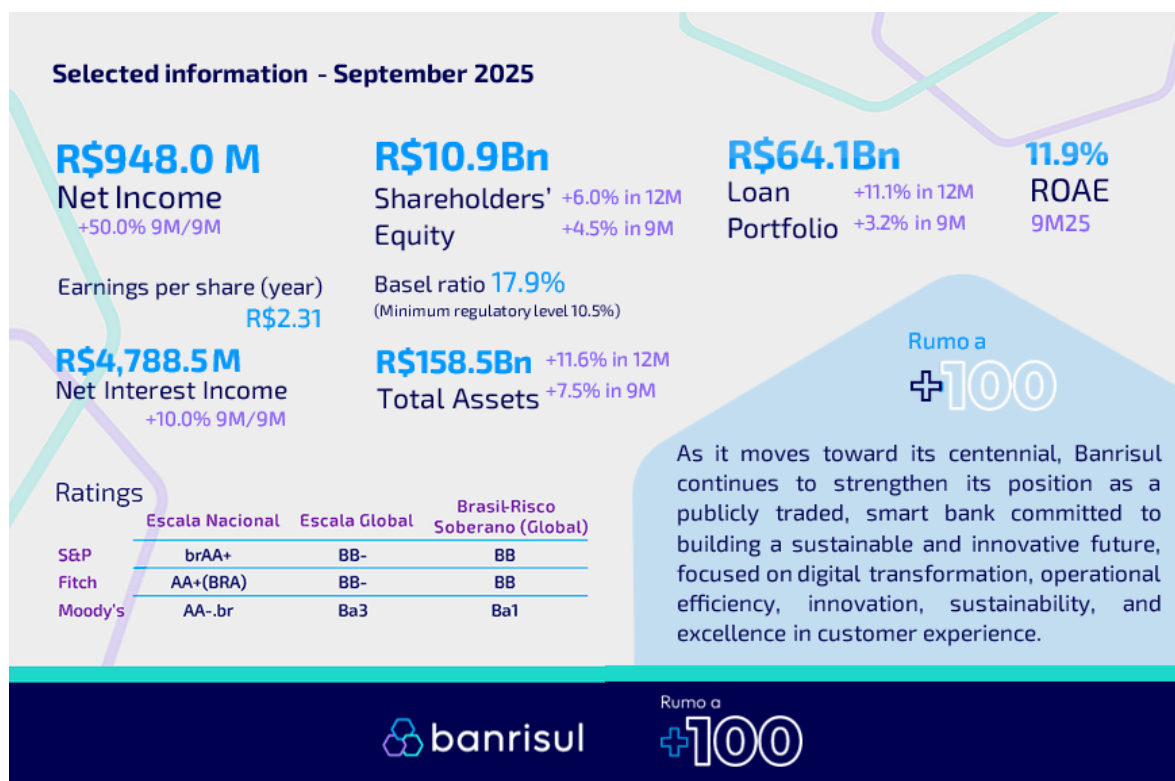 Selected information - September 2025
R$948.0 M
Net Income
+50.0% 9M/9M
R$10.9Bn
Shareholders’ +6.0% in 12M
Equity +4.5% in 9M
R$64.1Bn
Loan +11.1% in 12M
Portfolio +3.2% in 9M
11.9%
ROAE
9M25
Earnings per share (year)
R$2.31
Basel ratio 17.9%
(Minimum regulatory level 10.5%)
R$4,788.5 M
Net Interest Income
+10.0% 9M/9M
R$158.5Bn +11.6% in 12M
Total Assets +7.5% in 9M
Rumo a
+100
As it moves toward its centennial, Banrisul
continues to strengthen its position as a
publicly traded, smart bank committed to
building a sustainable and innovative future,
focused on digital transformation, operational
efficiency, innovation, sustainability, and
excellence in customer experience.
Ratings
Escala Nacional Escala Global Brasil-Risco
Soberano (Global)
S&P brAA+ BB- BB
Fitch AA+(BRA) BB- BB
Moody's AA-.br Ba3 Ba1
banrisul
Rumo a
+100